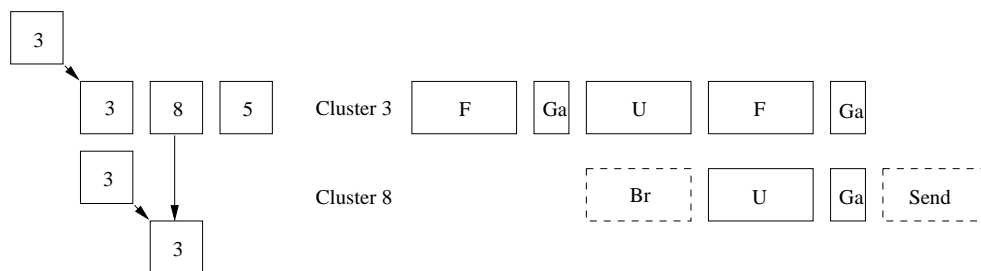 3
3 8 5 Cluster 3 F Ga U F Ga
3 Cluster 8 Br U Ga Send
3